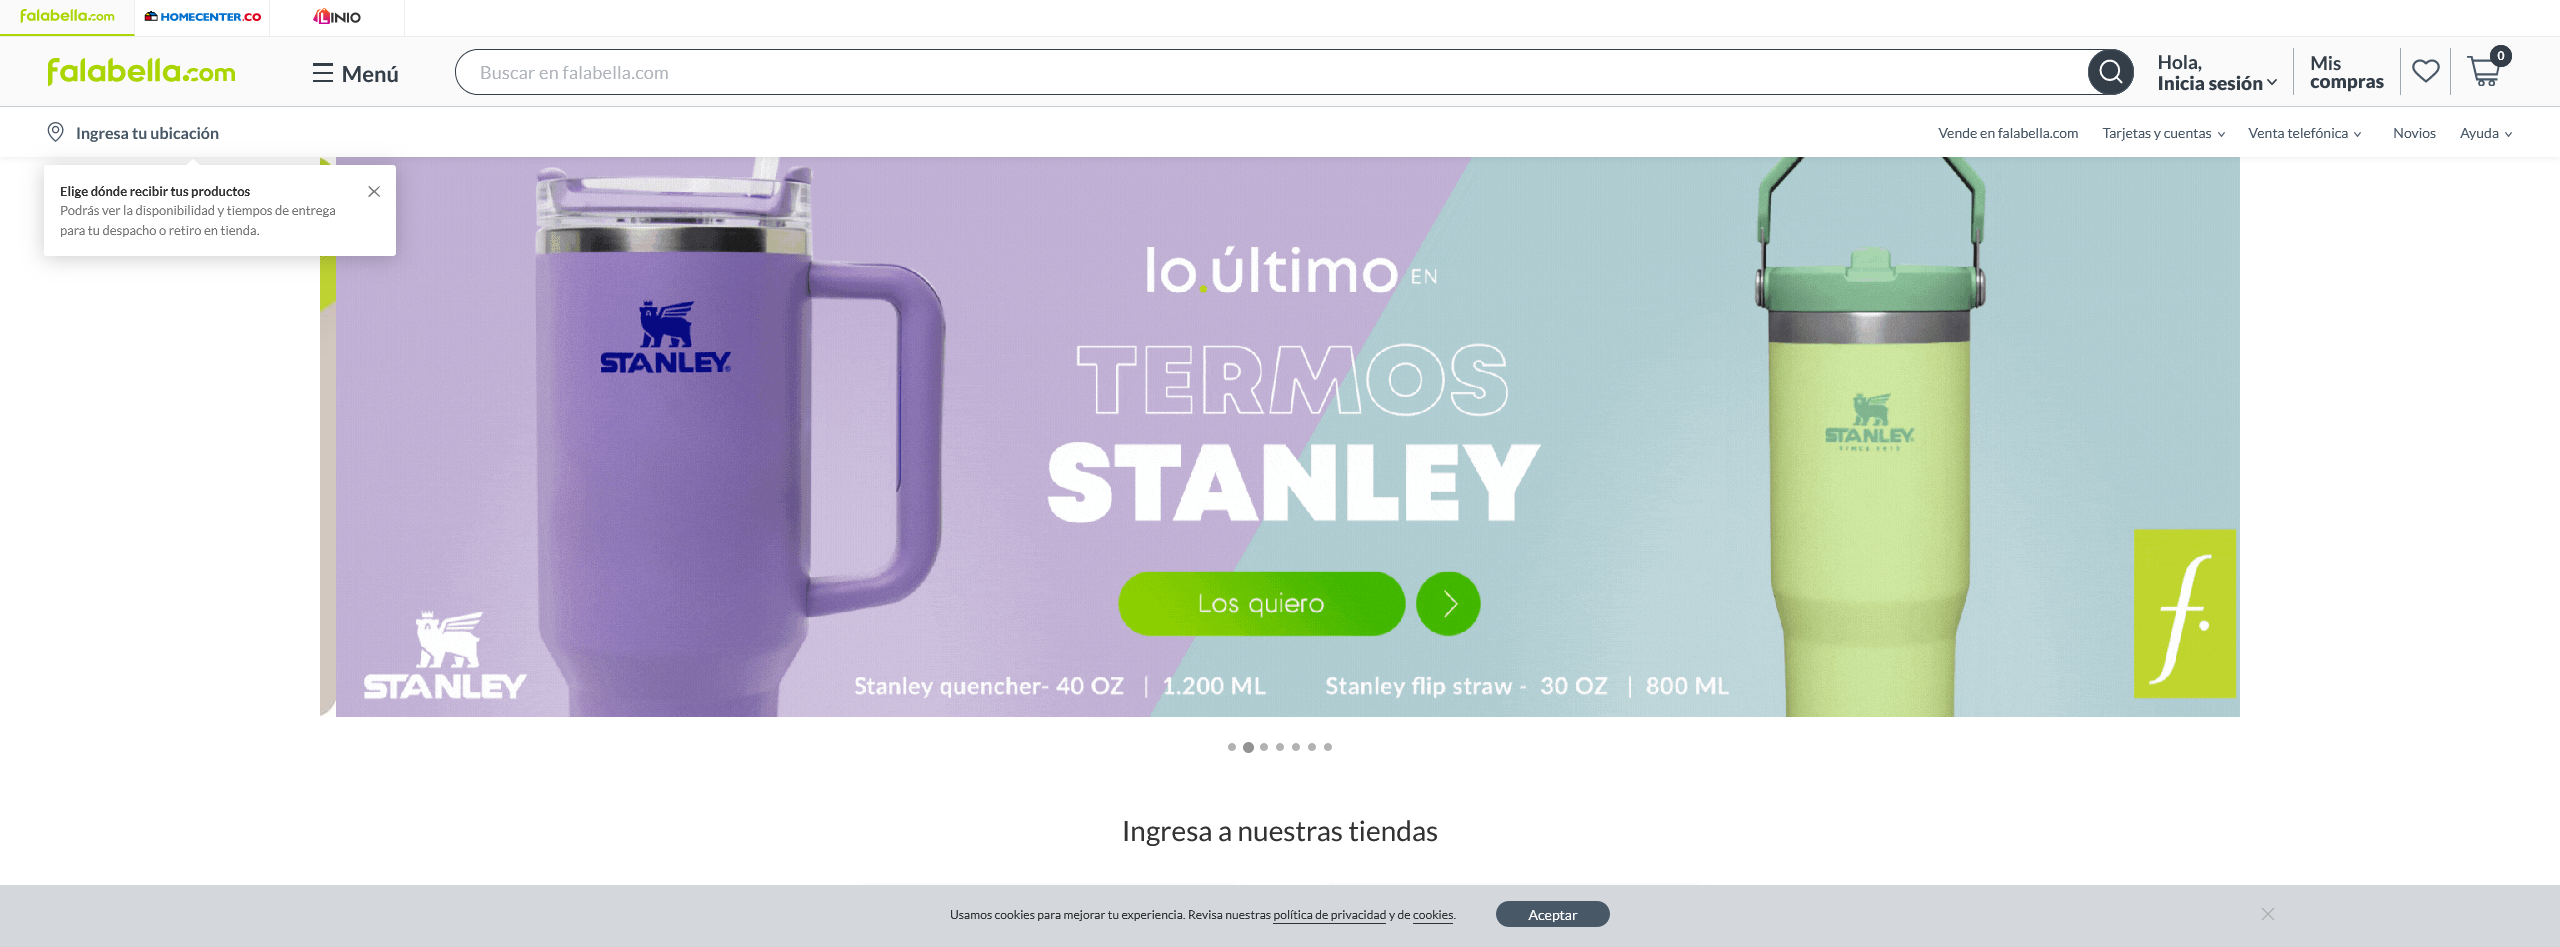 falabella.com
HOMECENTER.CO
LINIO
falabella.com
Menú
Buscar en falabella.com
Hola,
Inicia sesión
Mis
compras
0
Ingresa tu ubicación
Vende en falabella.com
Tarjetas y cuentas
Venta telefónica
Novios
Ayuda
Elige dónde recibir tus productos
Podrás ver la disponibilidad y tiempos de entrega
para tu despacho o retiro en tienda.
lo.último EN
TERMOS
STANLEY
Los quiero
STANLEY
STANLEY
SINCE 1913
STANLEY
Stanley quencher- 40 OZ | 1.200 ML
Stanley flip straw - 30 OZ | 800 ML
f.
Ingresa a nuestras tiendas
Usamos cookies para mejorar tu experiencia. Revisa nuestras política de privacidad y de cookies.
Aceptar